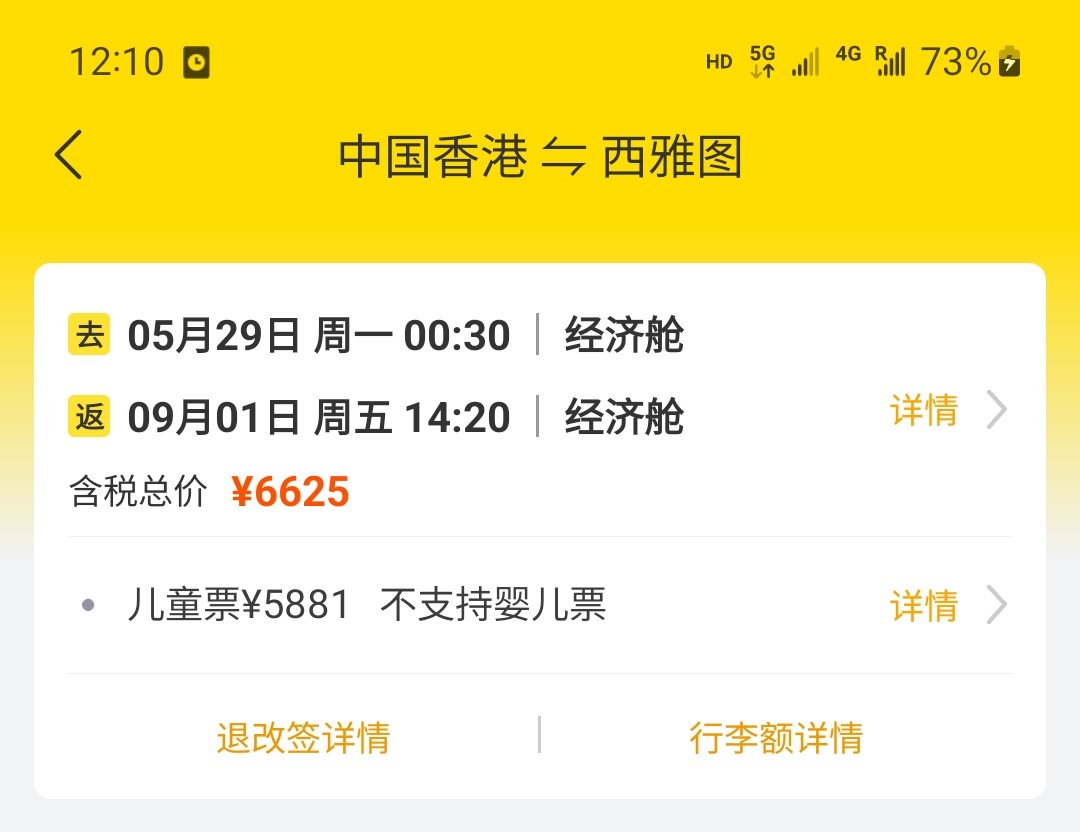 12:10 HD 5G 4G R 73%
中国香港 ⇋ 西雅图
去 05月29日 周一 00:30 | 经济舱
返 09月01日 周五 14:20 | 经济舱
详情
含税总价 ¥6625
儿童票¥5881 不支持婴儿票 详情
退改签详情 | 行李额详情